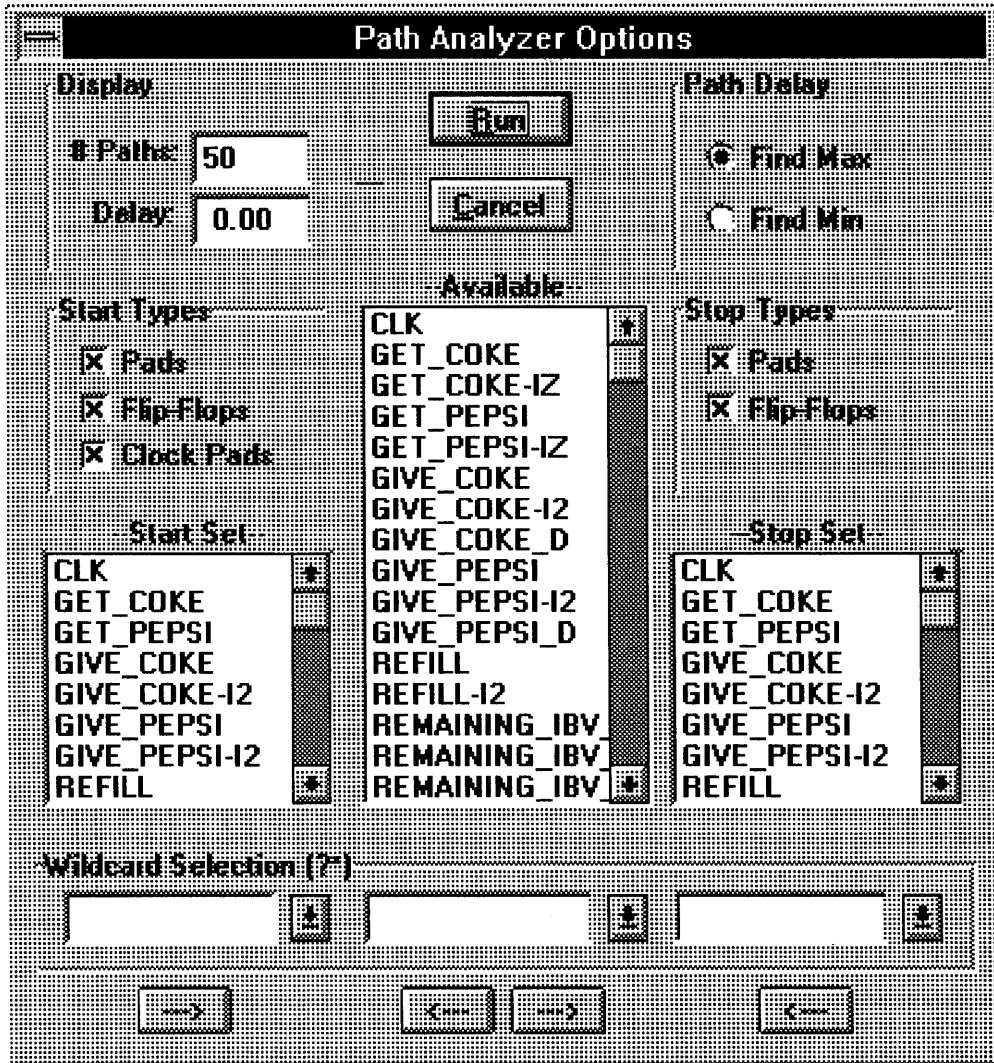 Path Analyzer Options
Display
# Paths: 50
Delay: 0.00
Run
Cancel
Path Delay
Find Max
Find Min
Start Types
Pads
Flip-Flops
Clock Pads
--Available--
CLK
GET_COKE
GET_COKE-IZ
GET_PEPSI
GET_PEPSI-IZ
GIVE_COKE
GIVE_COKE-I2
GIVE_COKE_D
GIVE_PEPSI
GIVE_PEPSI-I2
GIVE_PEPSI_D
REFILL
REFILL-I2
REMAINING_IBV_
REMAINING_IBV_
REMAINING_IBV_
Stop Types
Pads
Flip-Flops
--Start Set--
CLK
GET_COKE
GET_PEPSI
GIVE_COKE
GIVE_COKE-I2
GIVE_PEPSI
GIVE_PEPSI-I2
REFILL
--Stop Set--
CLK
GET_COKE
GET_PEPSI
GIVE_COKE
GIVE_COKE-I2
GIVE_PEPSI
GIVE_PEPSI-I2
REFILL
Wildcard Selection (?*)
---> <--- ---> <---